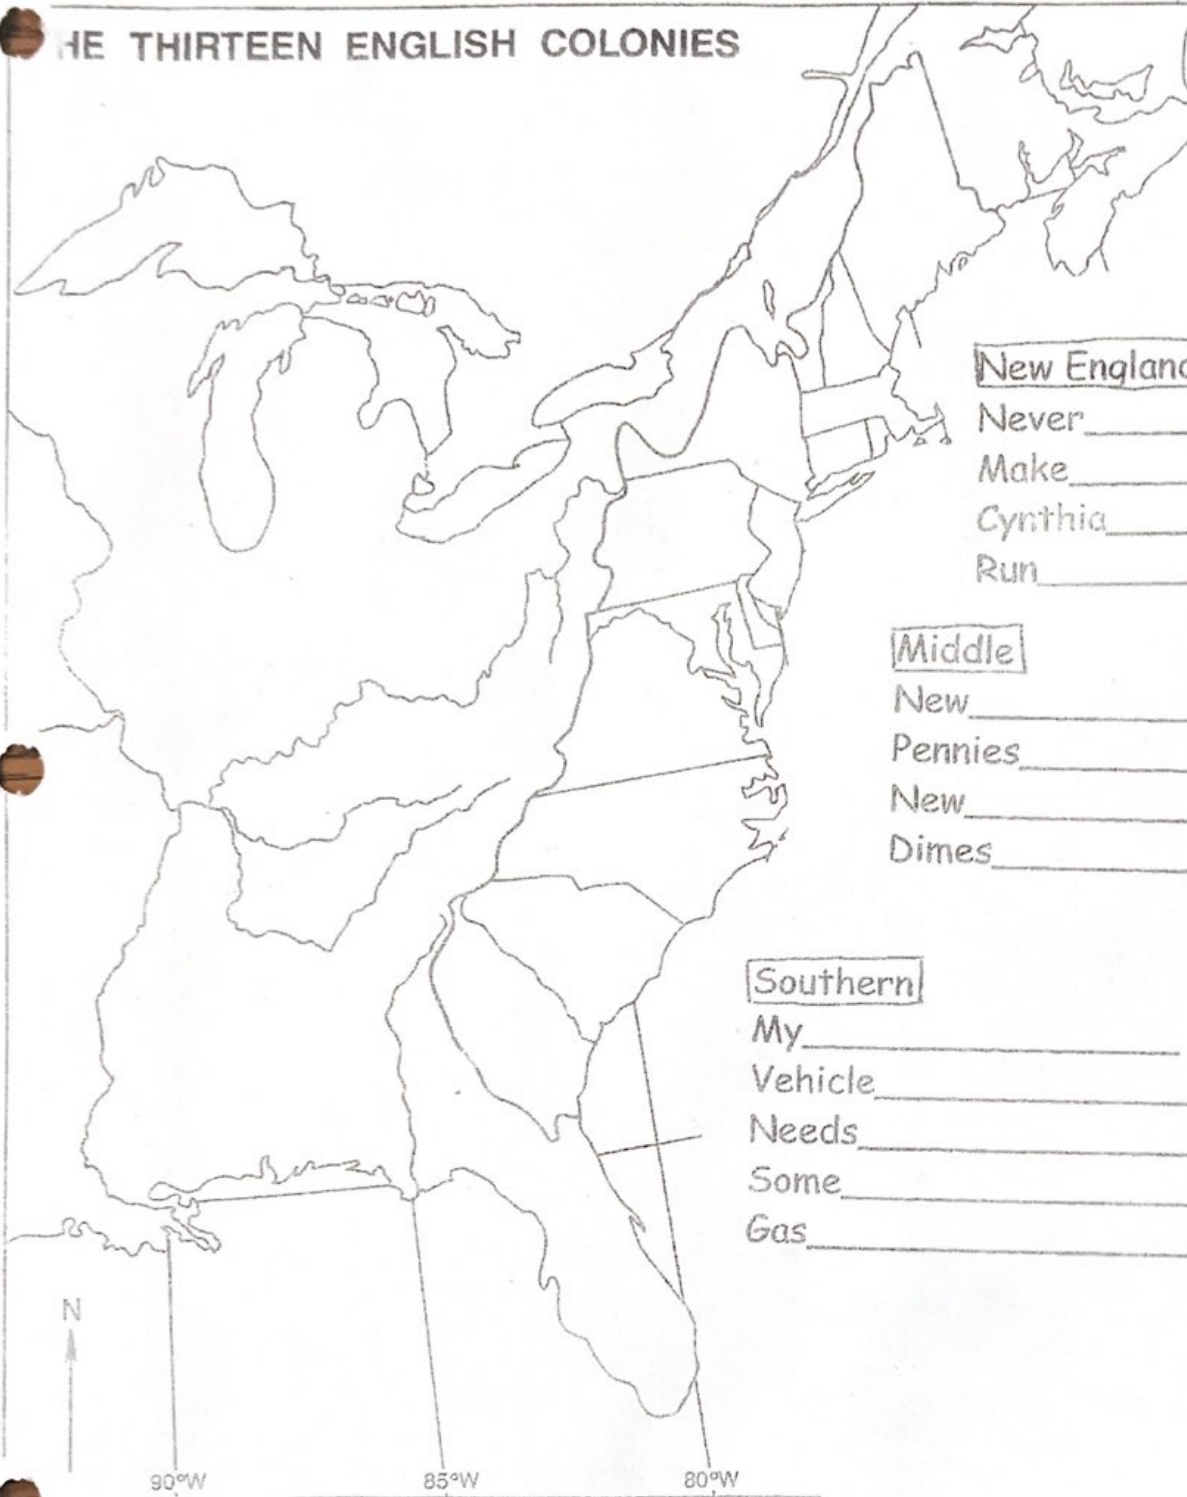 HE THIRTEEN ENGLISH COLONIES
New England
Never
Make
Cynthia
Run
Middle
New
Pennies
New
Dimes
Southern
My
Vehicle
Needs
Some
Gas
N
90°W 85°W 80°W